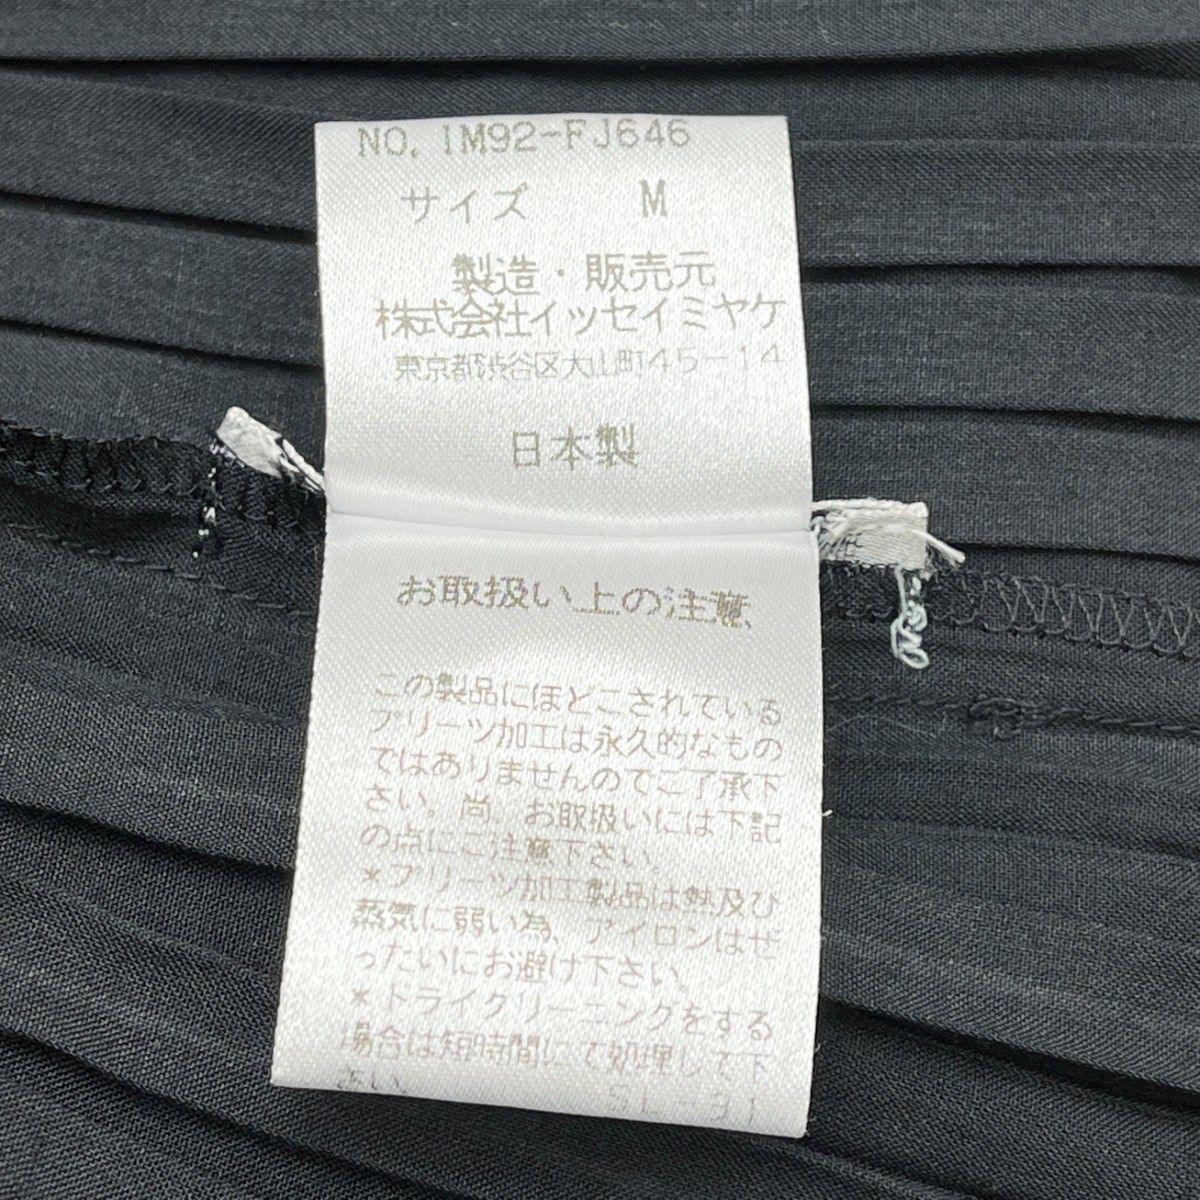 NO. IM92-FJ646
サイズ M
製造・販売元
株式会社イッセイミヤケ
東京都渋谷区大山町45-14
日本製
お取扱い上の注意、
この製品にほどこされている
プリーツ加工は永久的なもの
ではありませんのでご了承下
さい。尚、お取扱いには下記
の点にご注意下さい。
*プリーツ加工製品は熱及び
蒸気に弱い為、アイロンはぜ
ったいにお避け下さい。
*ドライクリーニングをする
場合は短時間にて処理して下
さい。